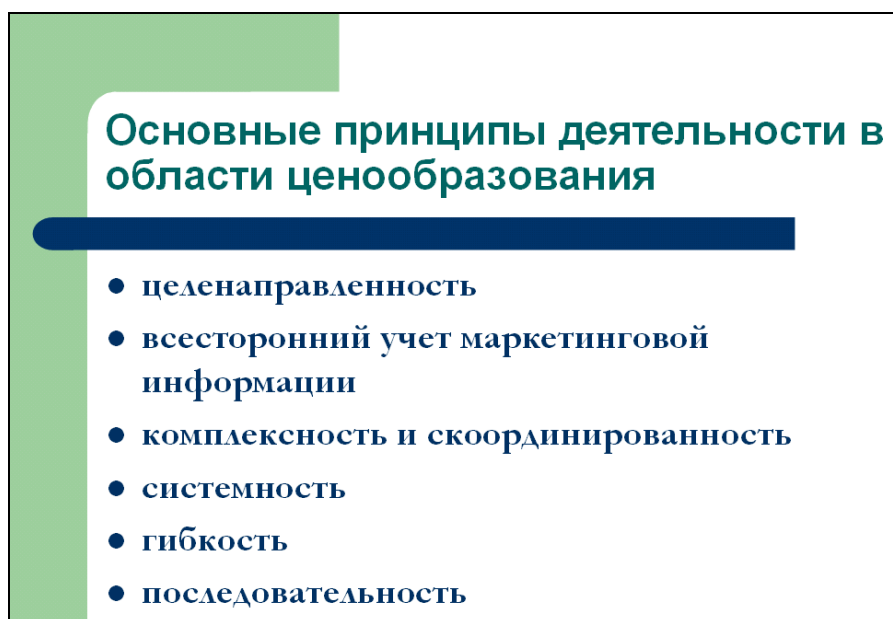 Основные принципы деятельности в
области ценообразования
• целенаправленность
• всесторонний учет маркетинговой
информации
• комплексность и скоординированность
• системность
• гибкость
• последовательность